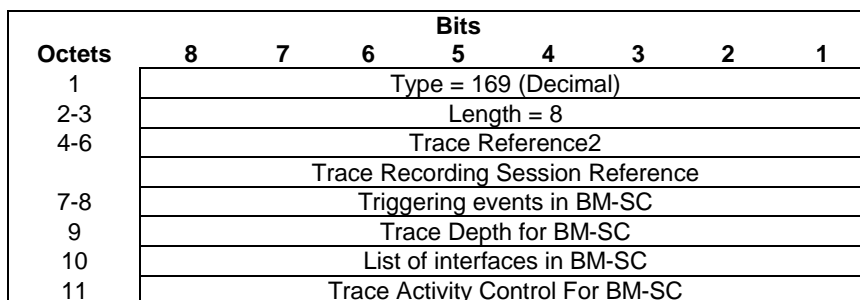 Bits
Octets 8 7 6 5 4 3 2 1
1 Type = 169 (Decimal)
2-3 Length = 8
4-6 Trace Reference2
Trace Recording Session Reference
7-8 Triggering events in BM-SC
9 Trace Depth for BM-SC
10 List of interfaces in BM-SC
11 Trace Activity Control For BM-SC